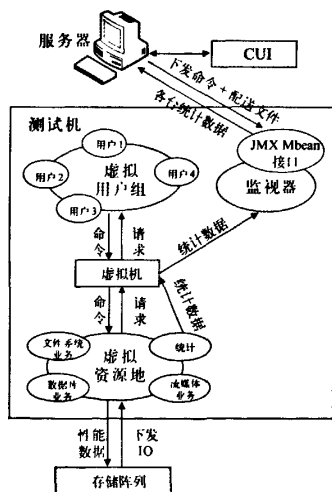 服务器
CUI
下发命令+配送文件
各台统计数据
测试机
JMX Mbean
接口
监视器
用户1
用户2
用户3
用户4
虚拟
用户组
命令
请求
统计数据
虚拟机
命令
请求
统计数据
文件系统
业务
统计
虚拟
资源地
数据库
业务
流媒体
业务
性能
数据
下发
IO
存储阵列